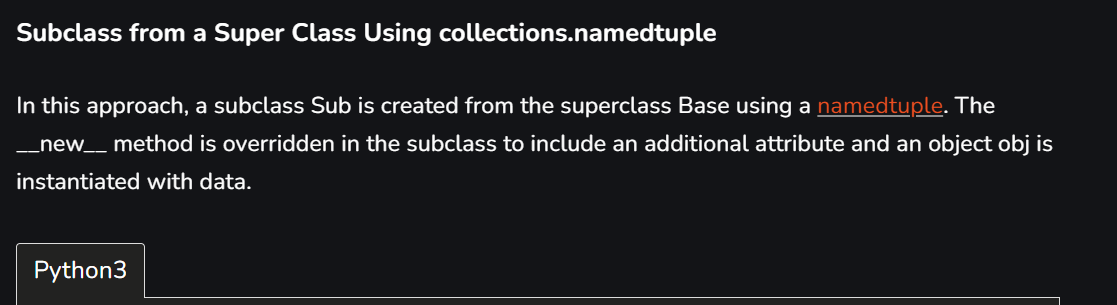 Subclass from a Super Class Using collections.namedtuple
In this approach, a subclass Sub is created from the superclass Base using a namedtuple. The
__new__ method is overridden in the subclass to include an additional attribute and an object obj is
instantiated with data.
Python3